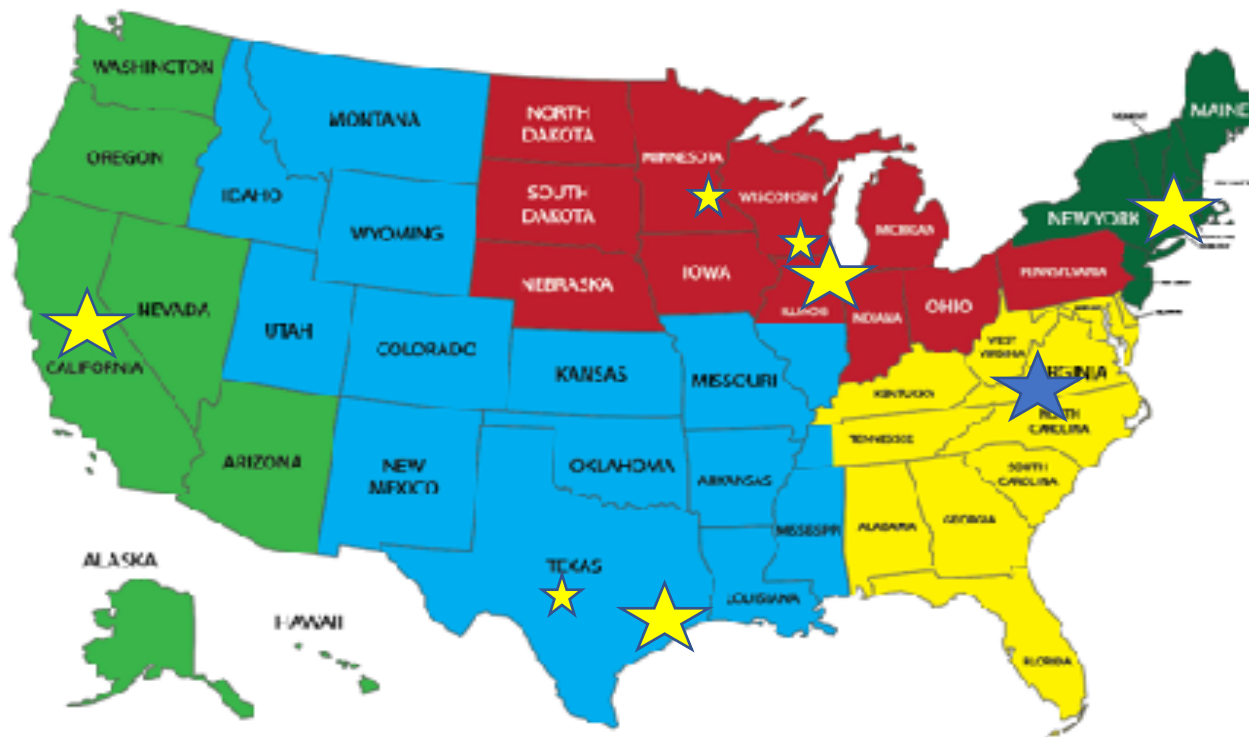 WASHINGTON
MAINE
MONTANA
NORTH
DAKOTA
MINNESOTA
OREGON
IDAHO
SOUTH
DAKOTA
WISCONSIN
NEW YORK
WYOMING
MICHIGAN
IOWA
PENNSYLVANIA
NEBRASKA
NEVADA
ILLINOIS
INDIANA
OHIO
UTAH
COLORADO
WEST
VIRGINIA
CALIFORNIA
KANSAS
MISSOURI
VIRGINIA
KENTUCKY
NORTH
CAROLINA
TENNESSEE
ARIZONA
NEW
MEXICO
OKLAHOMA
ARKANSAS
SOUTH
CAROLINA
MISSISSPPI
ALABAMA
GEORGIA
ALASKA
TEXAS
LOUISIANA
HAWAII
FLORIDA